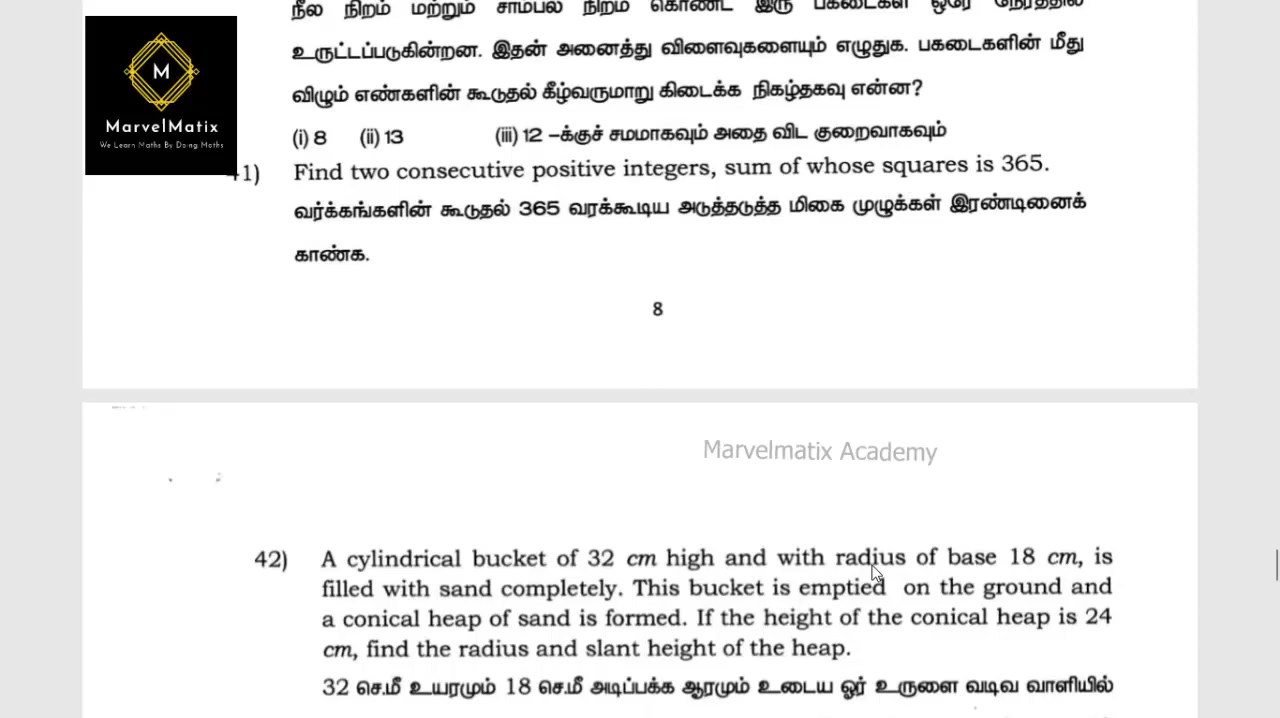 நீல நிறம் மற்றும் சாம்பல் நிறம் கொண்ட இரு பகடைகள் ஒரே நேரத்தில்
உருட்டப்படுகின்றன. இதன் அனைத்து விளைவுகளையும் எழுதுக. பகடைகளின் மீது
விழும் எண்களின் கூடுதல் கீழ்வருமாறு கிடைக்க நிகழ்தகவு என்ன?
M
MarvelMatix
We Learn Maths By Doing Maths
(i) 8 (ii) 13 (iii) 12 –க்குச் சமமாகவும் அதை விட குறைவாகவும்
41) Find two consecutive positive integers, sum of whose squares is 365.
வர்க்கங்களின் கூடுதல் 365 வரக்கூடிய அடுத்தடுத்த மிகை முழுக்கள் இரண்டினைக்
காண்க.
8
Marvelmatix Academy
42) A cylindrical bucket of 32 cm high and with radius of base 18 cm, is
filled with sand completely. This bucket is emptied on the ground and
a conical heap of sand is formed. If the height of the conical heap is 24
cm, find the radius and slant height of the heap.
32 செ.மீ உயரமும் 18 செ.மீ அடிப்பக்க ஆரமும் உடைய ஓர் உருளை வடிவ வாளியில்